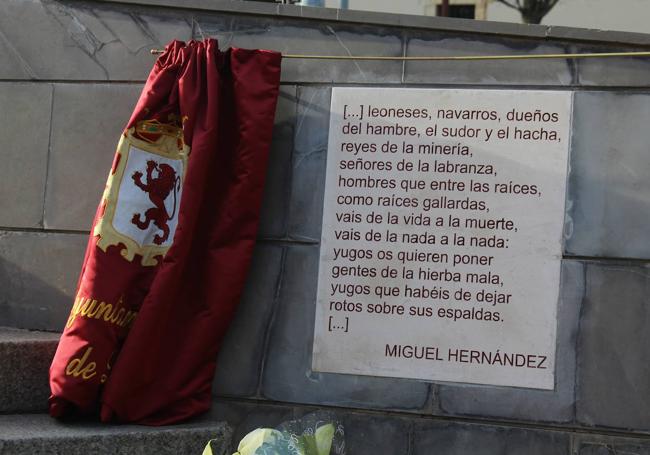 [...] leoneses, navarros, dueños
del hambre, el sudor y el hacha,
reyes de la minería,
señores de la labranza,
hombres que entre las raíces,
como raíces gallardas,
vais de la vida a la muerte,
vais de la nada a la nada:
yugos os quieren poner
gentes de la hierba mala,
yugos que habéis de dejar
rotos sobre sus espaldas.
[...]
MIGUEL HERNÁNDEZ
de